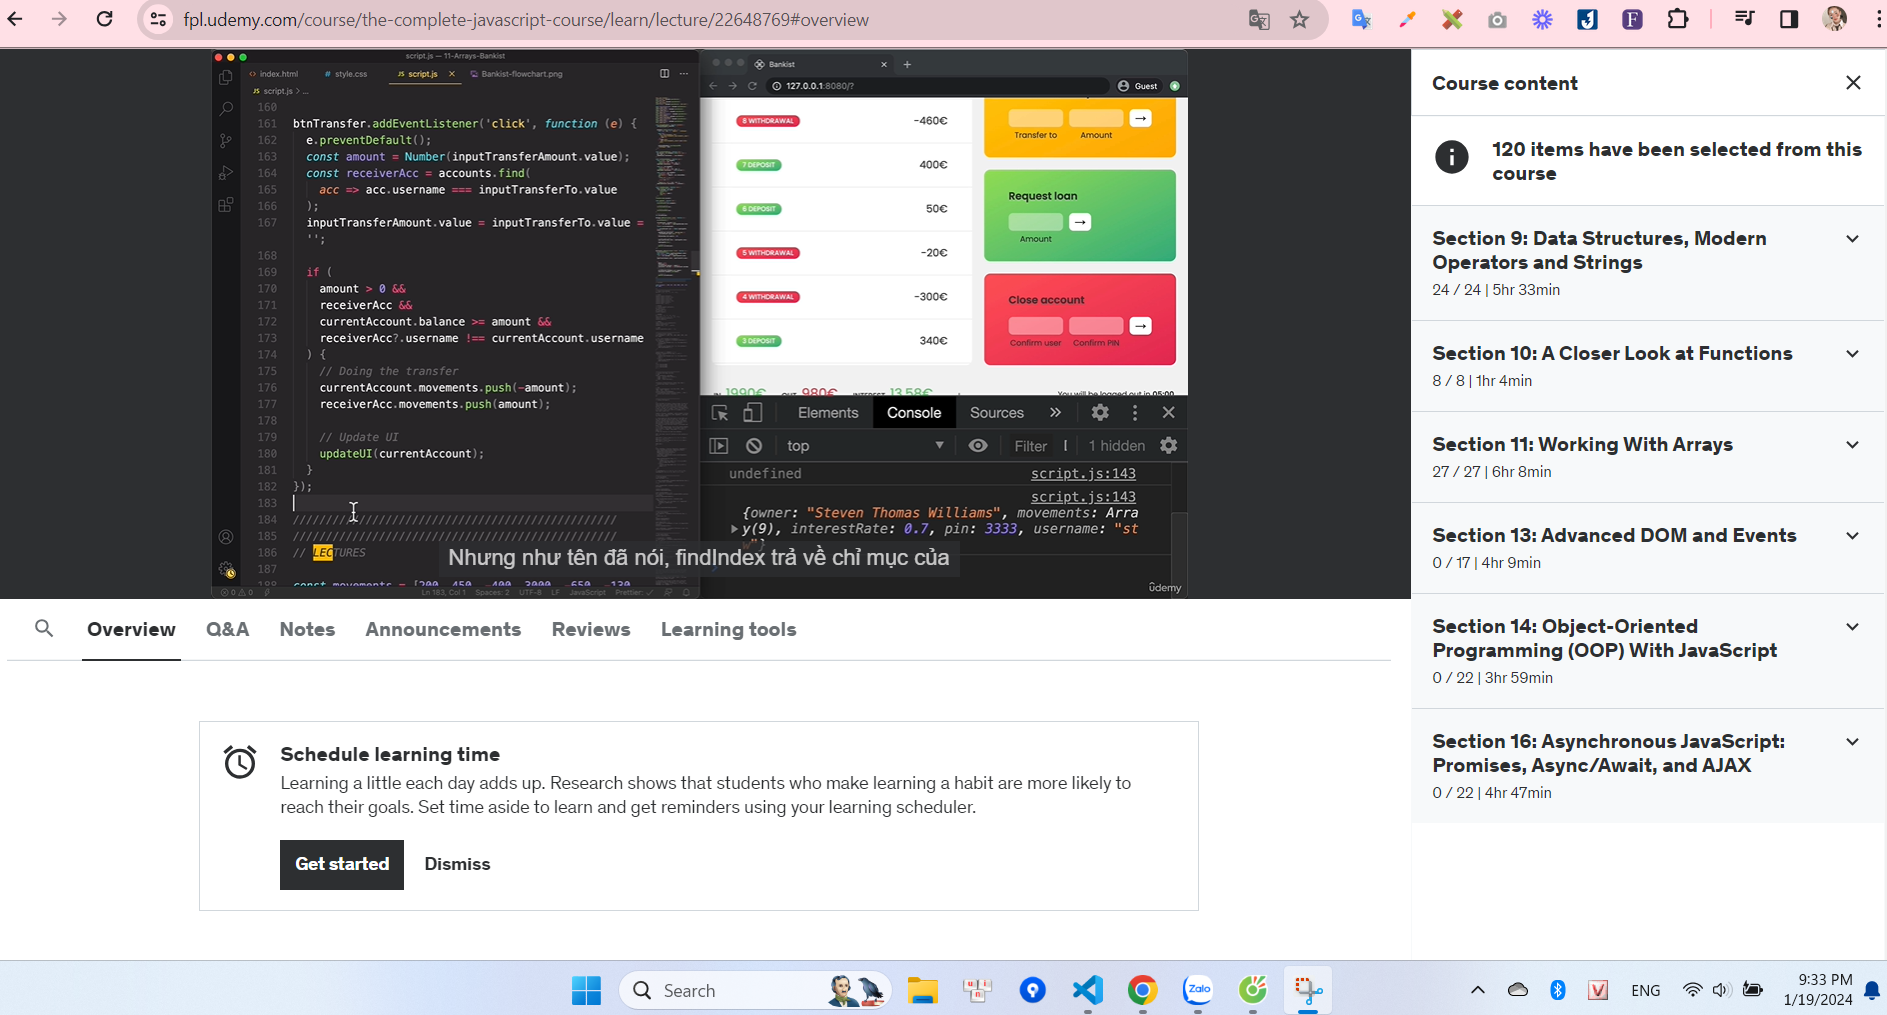 fpl.udemy.com/course/the-complete-javascript-course/learn/lecture/22648769#overview
script.js — 11-Arrays-Bankist
index.html
style.css
script.js
Bankist-flowchart.png
JS script.js > ...
160
161 btnTransfer.addEventListener('click', function (e) {
162 e.preventDefault();
163 const amount = Number(inputTransferAmount.value);
164 const receiverAcc = accounts.find(
165 acc => acc.username === inputTransferTo.value
166 );
167 inputTransferAmount.value = inputTransferTo.value =
'';
168
169 if (
170 amount > 0 &&
171 receiverAcc &&
172 currentAccount.balance >= amount &&
173 receiverAcc?.username !== currentAccount.username
174 ) {
175 // Doing the transfer
176 currentAccount.movements.push(-amount);
177 receiverAcc.movements.push(amount);
178
179 // Update UI
180 updateUI(currentAccount);
181 }
182 });
183
184 /////////////////////////////////////////////////
185 /////////////////////////////////////////////////
186 // LECTURES
187
188 const movements = [200, 450, -400, 3000, -650, -130,
Ln 183, Col 1 Spaces: 2 UTF-8 LF JavaScript Prettier: ✓
Bankist
127.0.0.1:8080/?
Guest
8 WITHDRAWAL -460€
7 DEPOSIT 400€
6 DEPOSIT 50€
5 WITHDRAWAL -20€
4 WITHDRAWAL -300€
3 DEPOSIT 340€
Transfer to Amount
Request loan
Amount
Close account
Confirm user Confirm PIN
IN 1990€ OUT 980€ INTEREST 13.58€
You will be logged out in 05:00
Elements Console Sources
top Filter 1 hidden
undefined script.js:143
script.js:143
{owner: "Steven Thomas Williams", movements: Arra
y(9), interestRate: 0.7, pin: 3333, username: "st
w"}
Nhưng như tên đã nói, findIndex trả về chỉ mục của
ûdemy
Course content
120 items have been selected from this
course
Section 9: Data Structures, Modern
Operators and Strings
24 / 24 | 5hr 33min
Section 10: A Closer Look at Functions
8 / 8 | 1hr 4min
Section 11: Working With Arrays
27 / 27 | 6hr 8min
Section 13: Advanced DOM and Events
0 / 17 | 4hr 9min
Section 14: Object-Oriented
Programming (OOP) With JavaScript
0 / 22 | 3hr 59min
Section 16: Asynchronous JavaScript:
Promises, Async/Await, and AJAX
0 / 22 | 4hr 47min
Overview Q&A Notes Announcements Reviews Learning tools
Schedule learning time
Learning a little each day adds up. Research shows that students who make learning a habit are more likely to
reach their goals. Set time aside to learn and get reminders using your learning scheduler.
Get started Dismiss
Search
Zalo
ENG
9:33 PM
1/19/2024